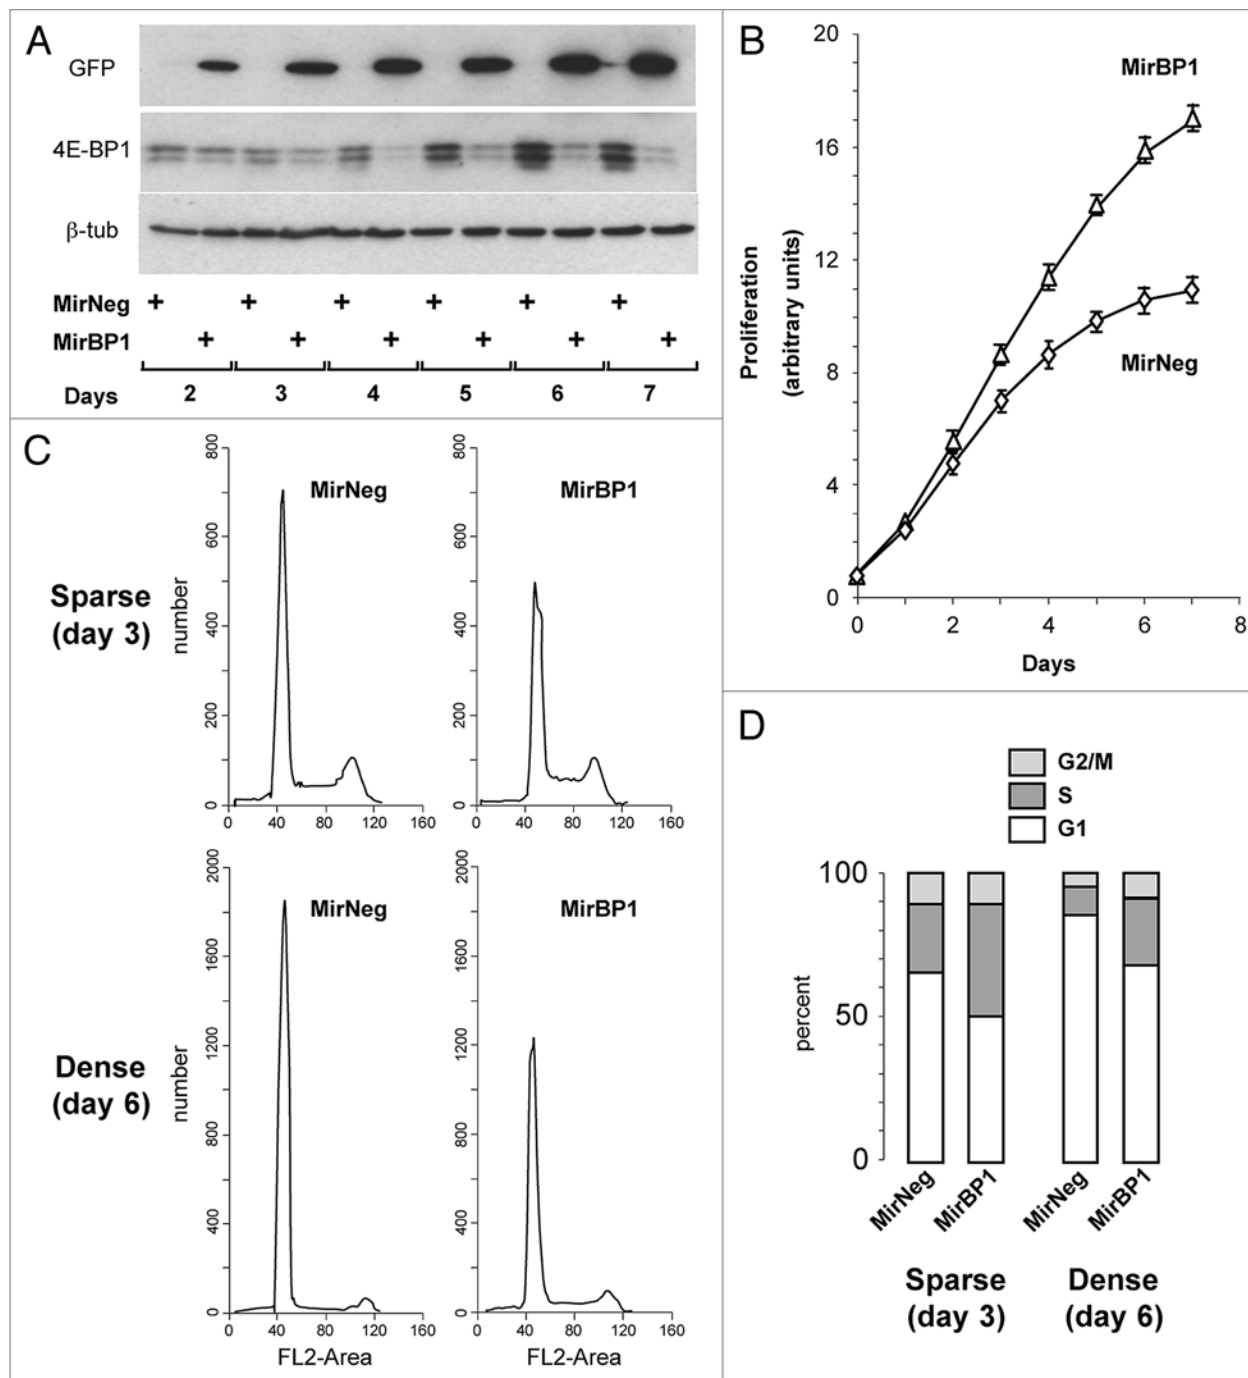 A
GFP
4E-BP1
β-tub
MirNeg + + + + + +
MirBP1 + + + + + +
Days 2 3 4 5 6 7
B
20
16
12
8
4
0
0 2 4 6 8
Proliferation
(arbitrary units)
Days
MirBP1
MirNeg
C
Sparse
(day 3)
number
800
600
400
200
0
0 40 80 120 160
MirNeg
800
600
400
200
0
0 40 80 120 160
MirBP1
Dense
(day 6)
number
2000
1600
1200
800
400
0
0 40 80 120 160
FL2-Area
MirNeg
2000
1600
1200
800
400
0
0 40 80 120 160
FL2-Area
MirBP1
D
G2/M
S
G1
percent
100
50
0
MirNeg
MirBP1
MirNeg
MirBP1
Sparse
(day 3)
Dense
(day 6)